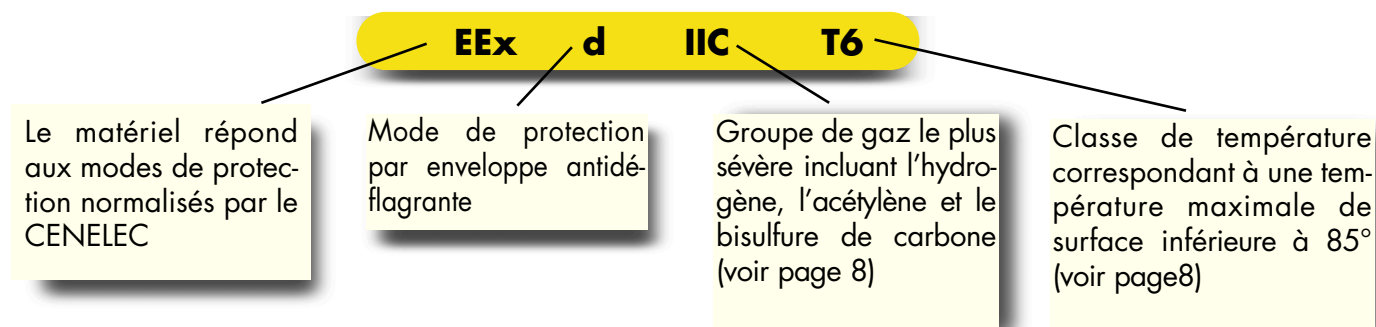 EEx d IIC T6
Le matériel répond
aux modes de protec-
tion normalisés par le
CENELEC
Mode de protection
par enveloppe antidé-
flagrante
Groupe de gaz le plus
sévère incluant l'hydro-
gène, l'acétylène et le
bisulfure de carbone
(voir page 8)
Classe de température
correspondant à une tem-
pérature maximale de
surface inférieure à 85°
(voir page8)